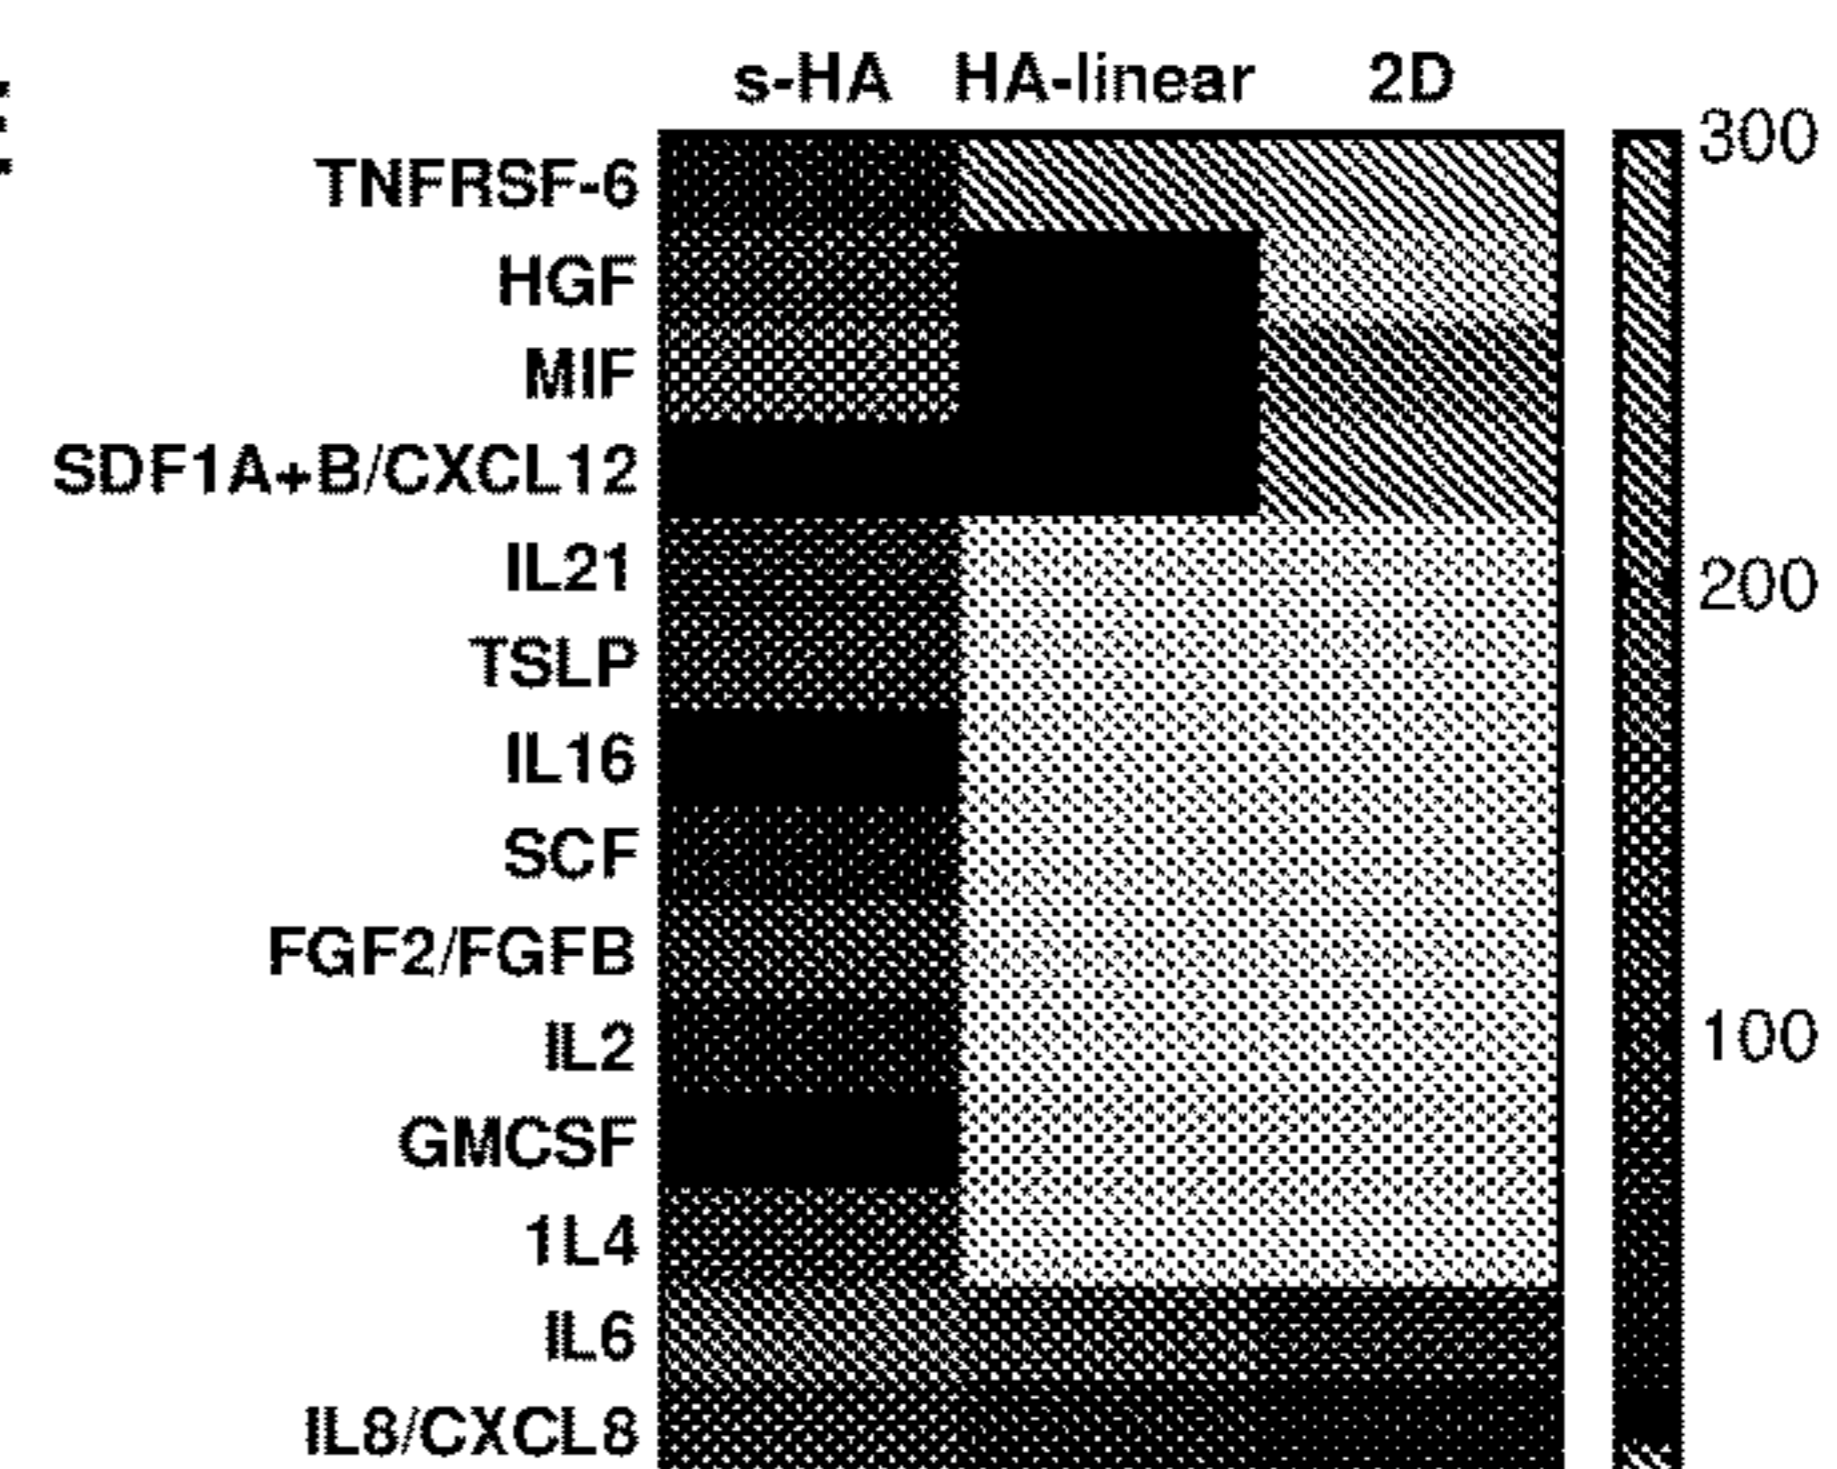 s-HA HA-linear 2D
300
TNFRSF-6
HGF
MIF
SDF1A+B/CXCL12
IL21
200
TSLP
IL16
SCF
FGF2/FGFB
IL2
100
GMCSF
1L4
IL6
IL8/CXCL8